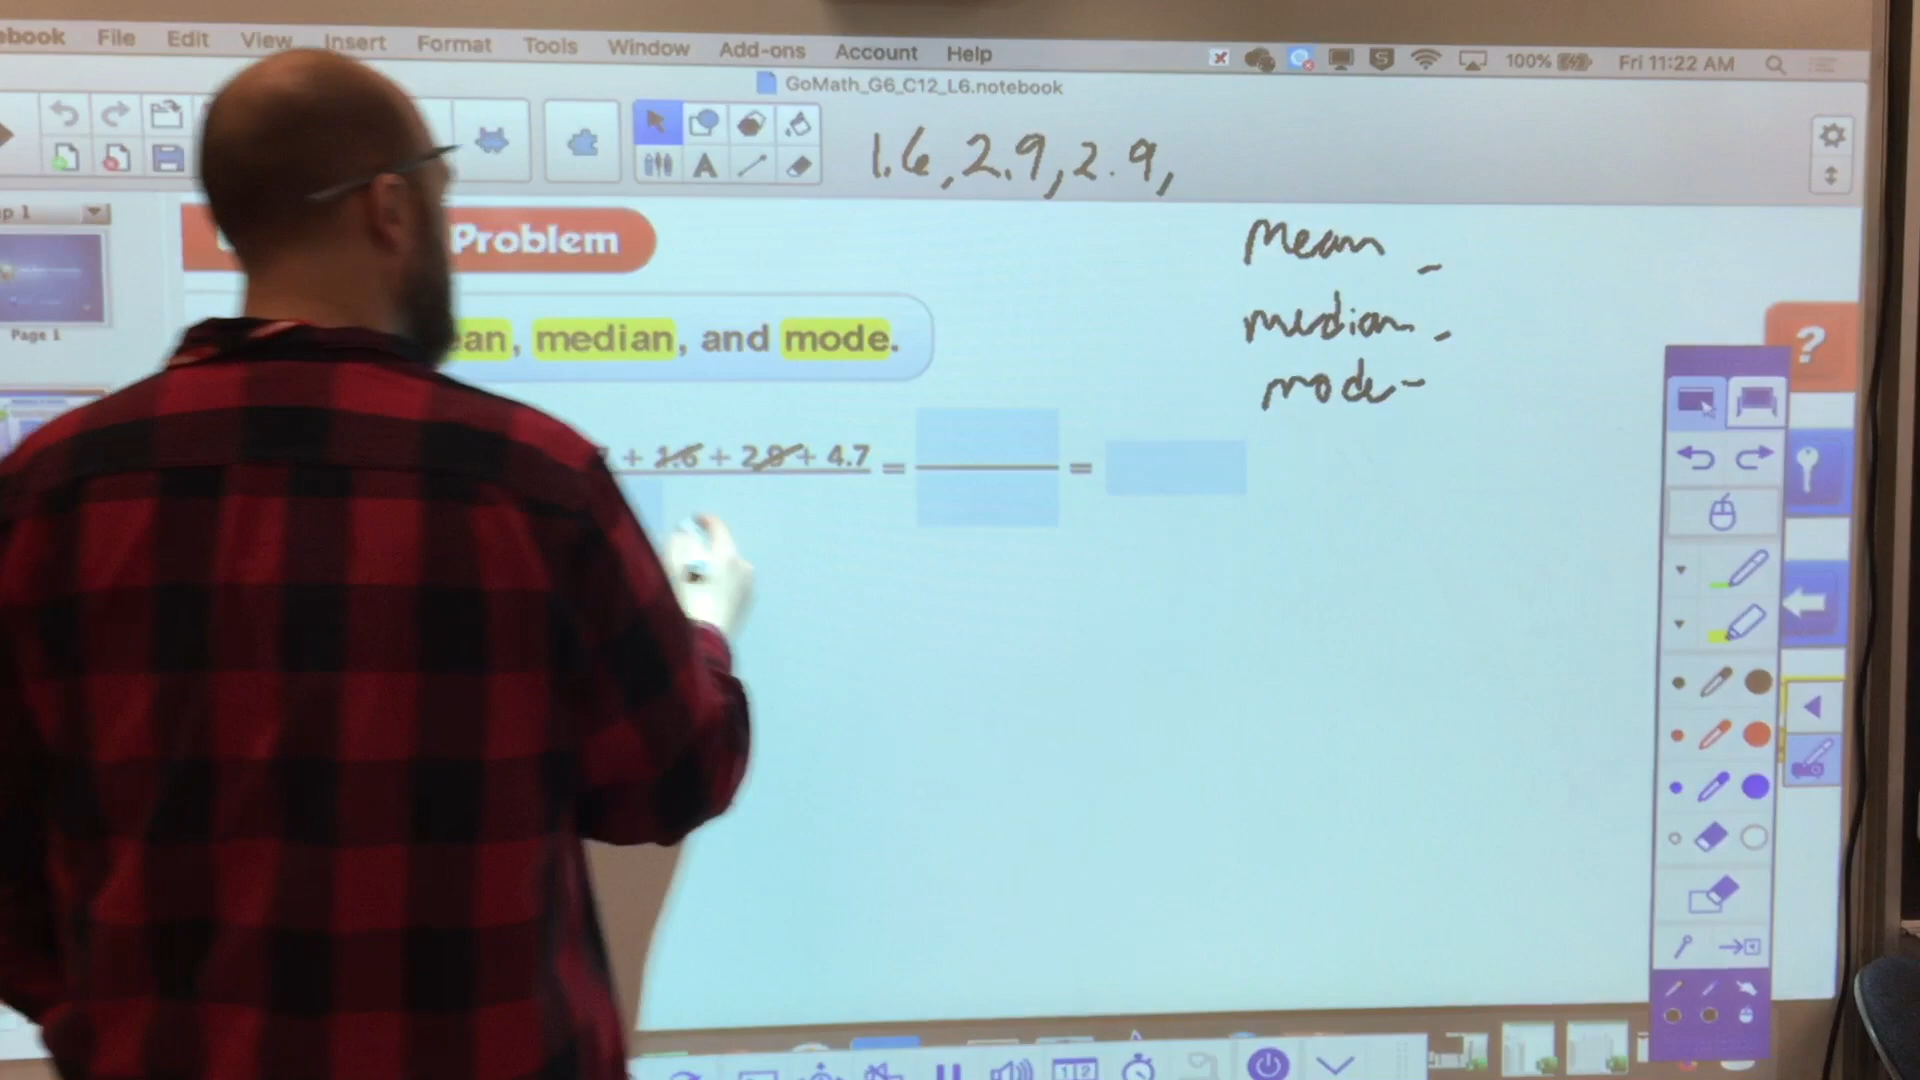 ebook File Edit View Insert Format Tools Window Add-ons Account Help 100% Fri 11:22 AM
GoMath_G6_C12_L6.notebook
1.6, 2.9, 2.9,
Problem
Mean -
ean, median, and mode.
median -
mode -
+ 1.6 + 2.9 + 4.7 = =
Page 1
?